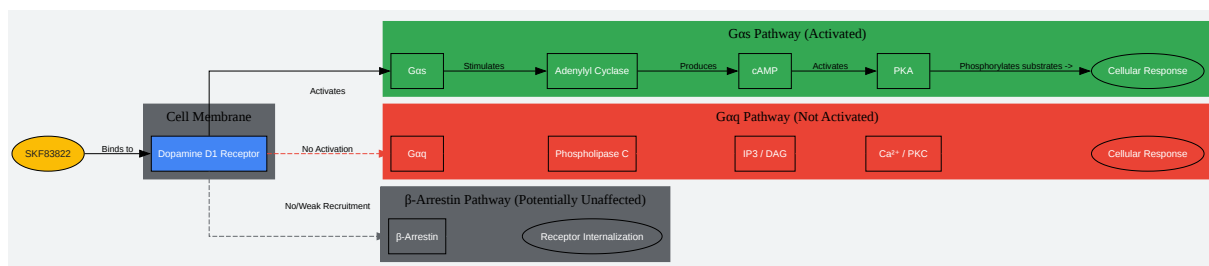 Gαs Pathway (Activated)
Gαs
Stimulates
Adenylyl Cyclase
Produces
cAMP
Activates
PKA
Phosphorylates substrates ->
Cellular Response
Activates
Cell Membrane
SKF83822
Binds to
Dopamine D1 Receptor
No Activation
Gαq Pathway (Not Activated)
Gαq
Phospholipase C
IP3 / DAG
Ca²⁺ / PKC
Cellular Response
No/Weak Recruitment
β-Arrestin Pathway (Potentially Unaffected)
β-Arrestin
Receptor Internalization